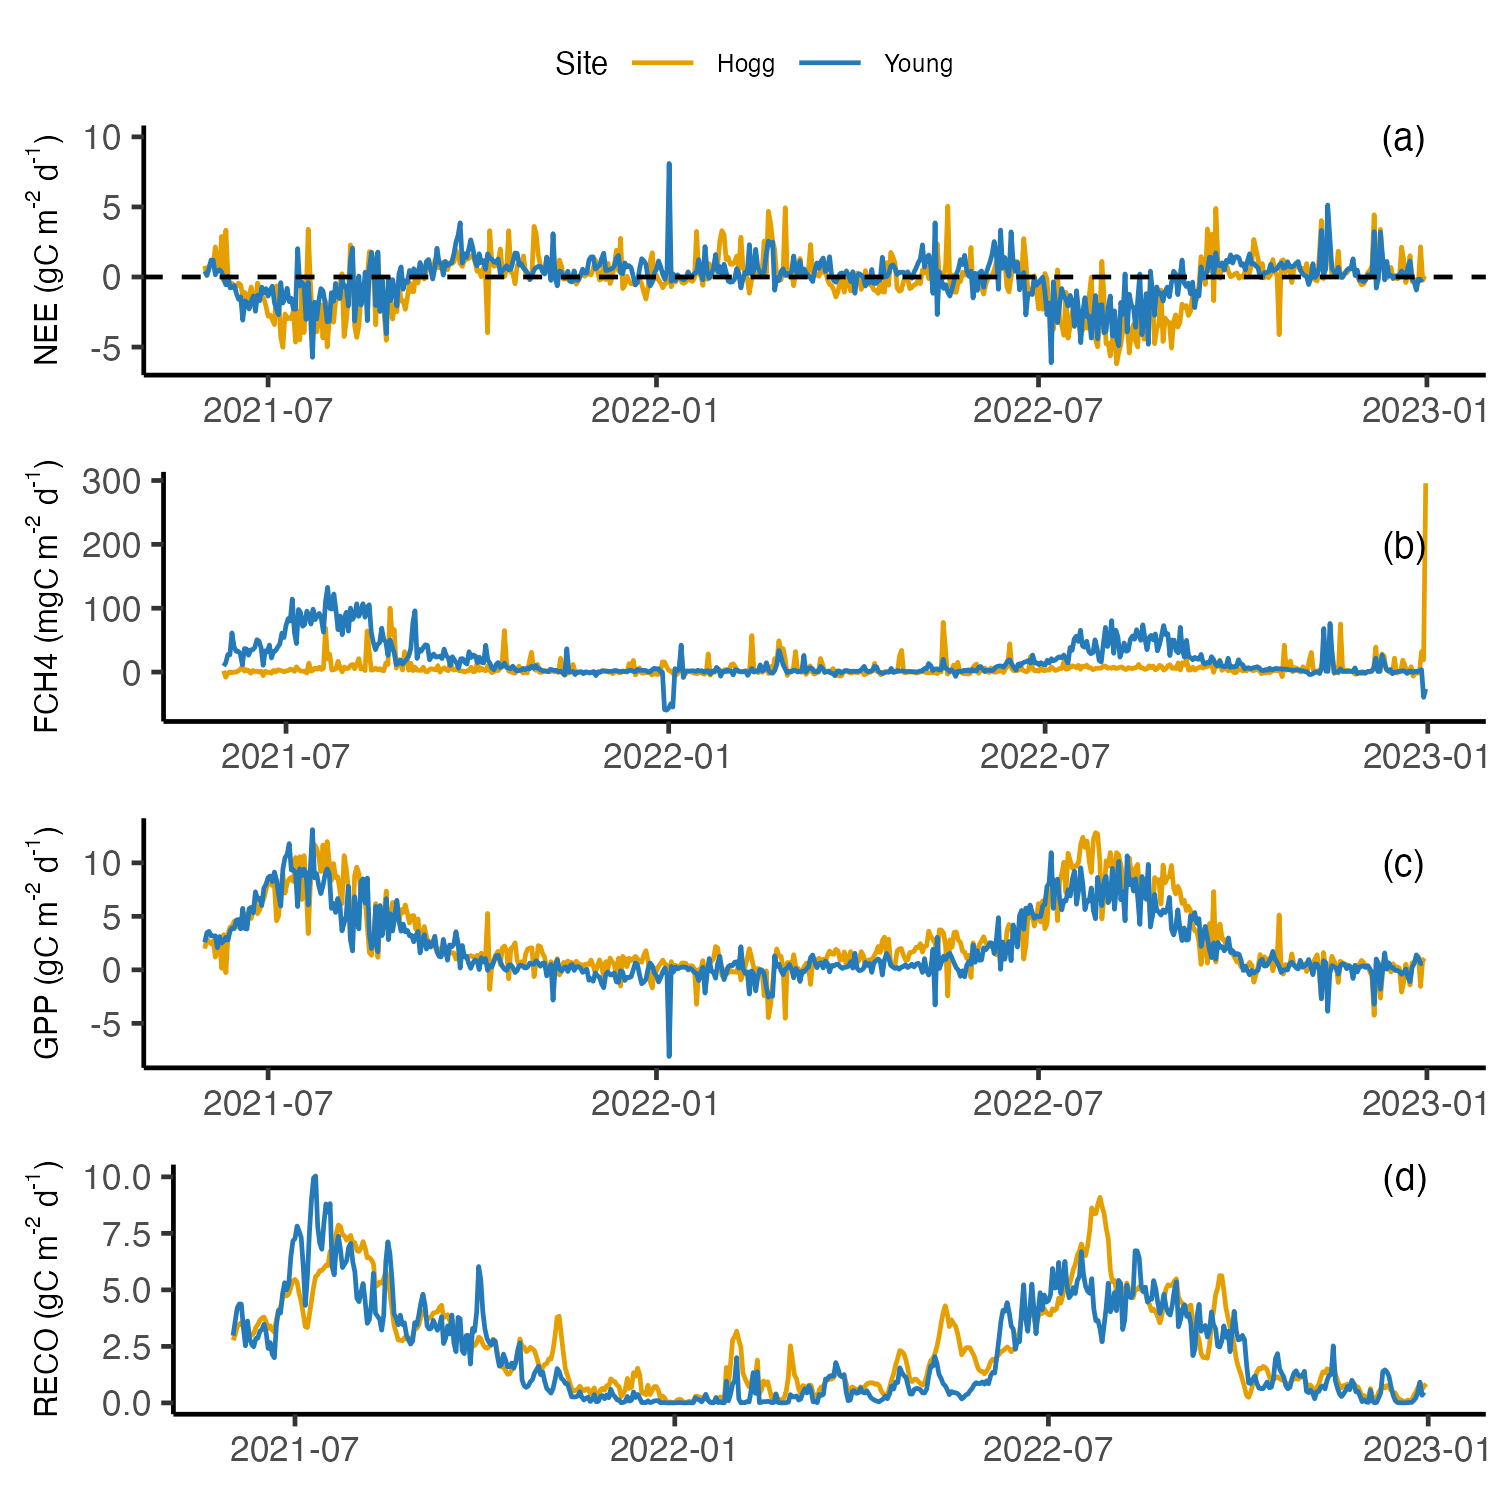 Site Hogg Young
(a)
NEE (gC m-2 d-1)
10
5
0
-5
2021-07 2022-01 2022-07 2023-01
(b)
FCH4 (mgC m-2 d-1)
300
200
100
0
2021-07 2022-01 2022-07 2023-01
(c)
GPP (gC m-2 d-1)
10
5
0
-5
2021-07 2022-01 2022-07 2023-01
(d)
RECO (gC m-2 d-1)
10.0
7.5
5.0
2.5
0.0
2021-07 2022-01 2022-07 2023-01